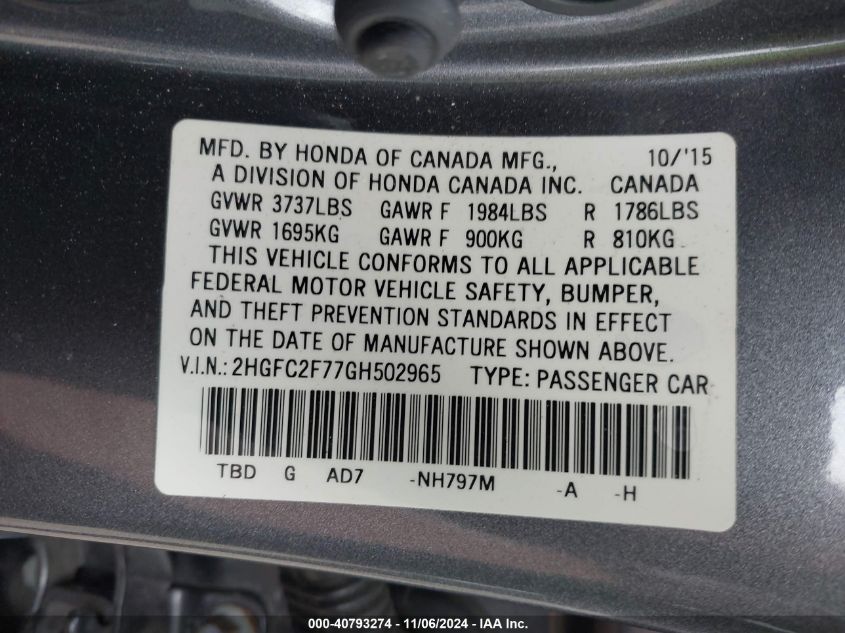 MFD. BY HONDA OF CANADA MFG., 10/'15
A DIVISION OF HONDA CANADA INC. CANADA
GVWR 3737LBS GAWR F 1984LBS R 1786LBS
GVWR 1695KG GAWR F 900KG R 810KG
THIS VEHICLE CONFORMS TO ALL APPLICABLE
FEDERAL MOTOR VEHICLE SAFETY, BUMPER,
AND THEFT PREVENTION STANDARDS IN EFFECT
ON THE DATE OF MANUFACTURE SHOWN ABOVE.
V.I.N.: 2HGFC2F77GH502965 TYPE: PASSENGER CAR
TBD G AD7 -NH797M -A -H
000-40793274 - 11/06/2024 - IAA Inc.